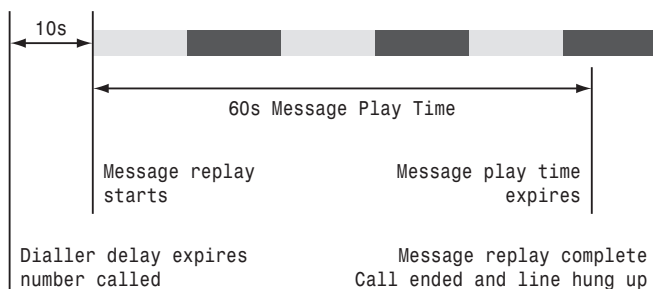 10s
60s Message Play Time
Message replay
starts
Message play time
expires
Dialler delay expires
number called
Message replay complete
Call ended and line hung up